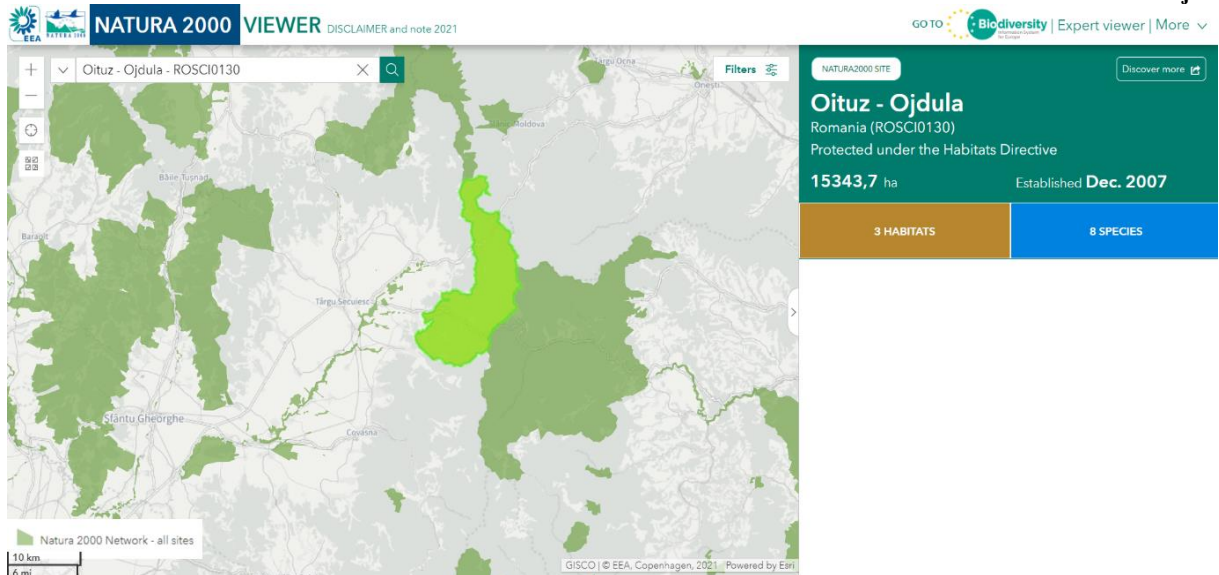 EEA
NATURA 2000
NATURA 2000 VIEWER DISCLAIMER and note 2021
GO TO Biodiversity | Expert viewer | More
Oituz - Ojdula - ROSCI0130
Filters
Târgu Ocna
Onești
Moldova
Băile Tușnad
Baraolt
Târgu Secuiesc
Sfântu Gheorghe
Covasna
Natura 2000 Network - all sites
10 km
6 mi
GISCO | © EEA, Copenhagen, 2021 Powered by Esri
NATURA2000 SITE
Discover more
Oituz - Ojdula
Romania (ROSCI0130)
Protected under the Habitats Directive
15343,7 ha
Established Dec. 2007
3 HABITATS
8 SPECIES